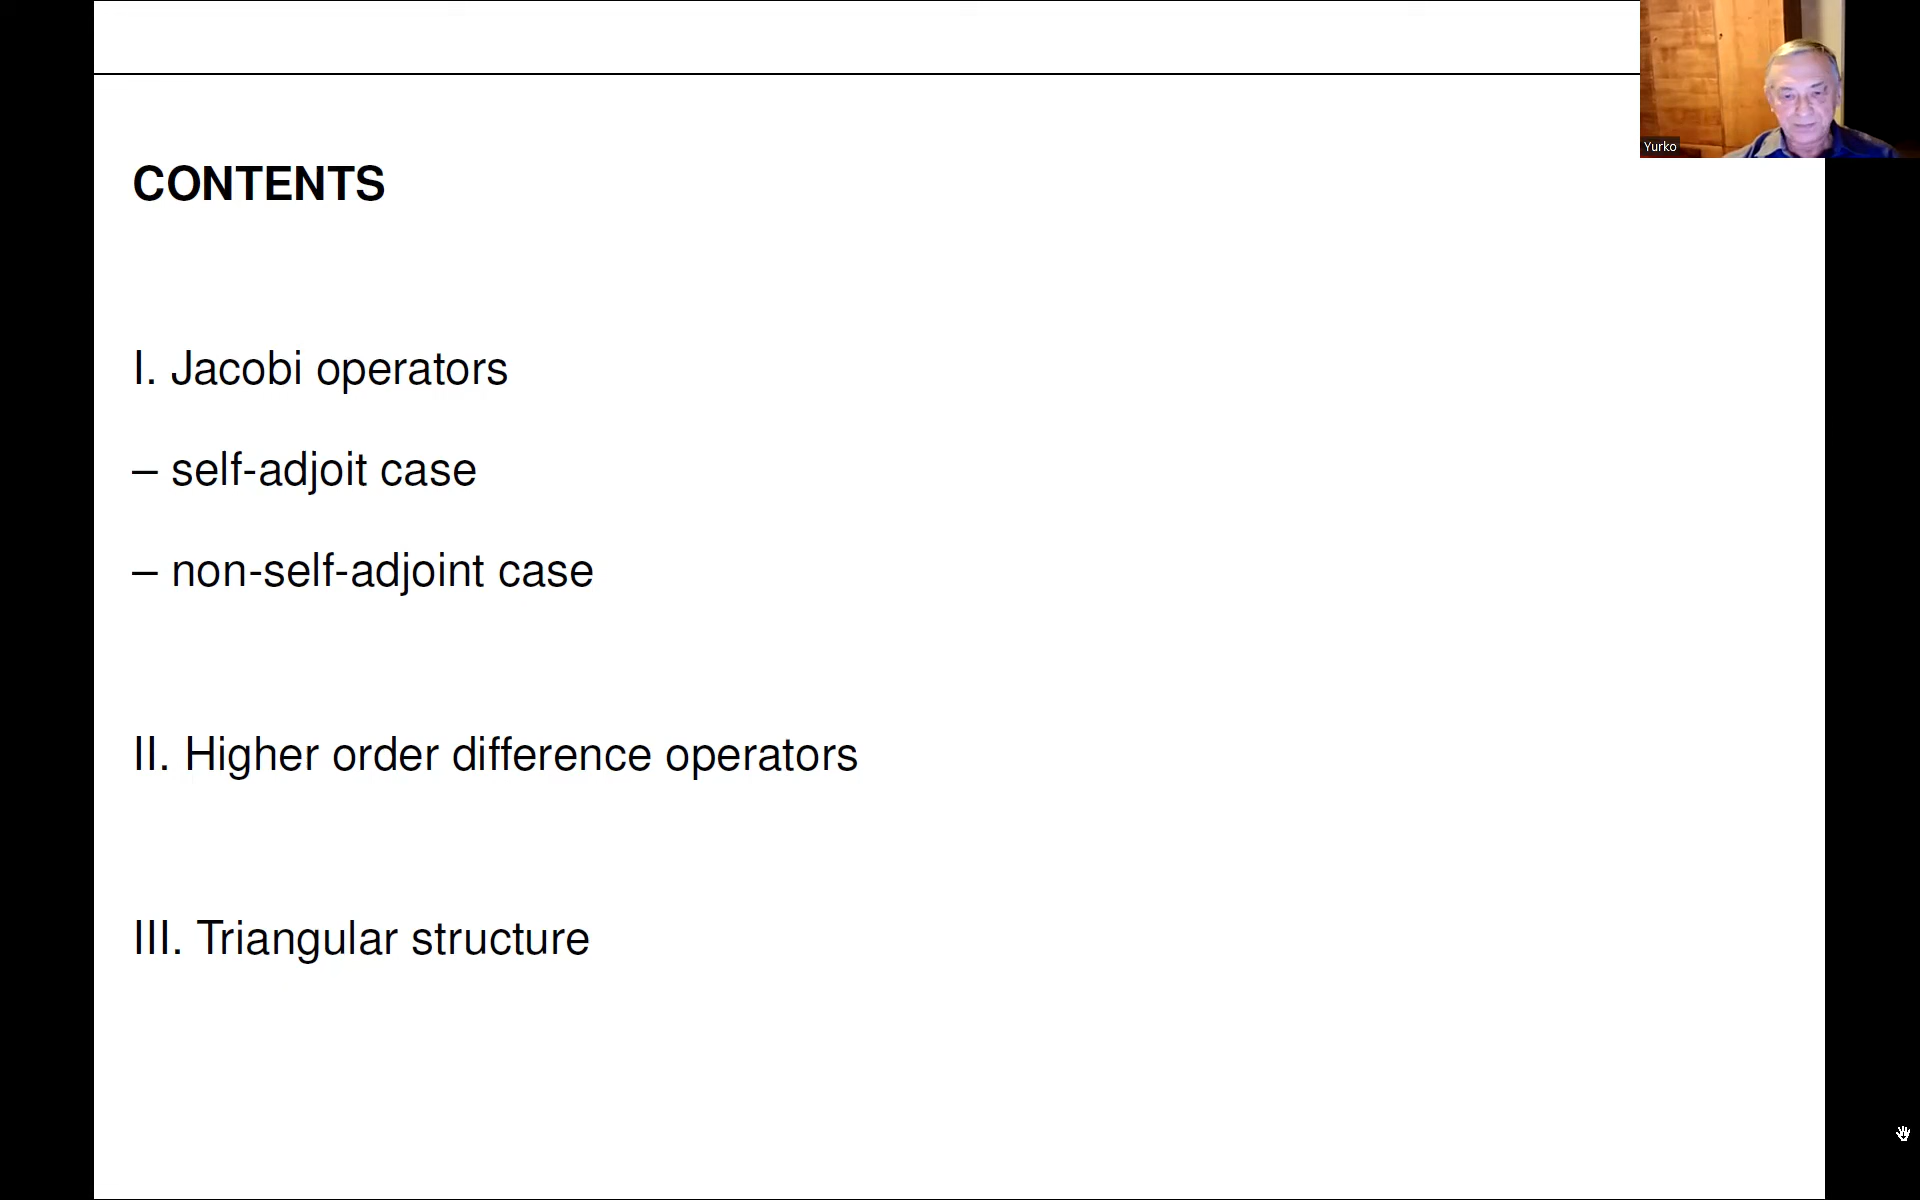 Yurko
CONTENTS
I. Jacobi operators
– self-adjoit case
– non-self-adjoint case
II. Higher order difference operators
III. Triangular structure